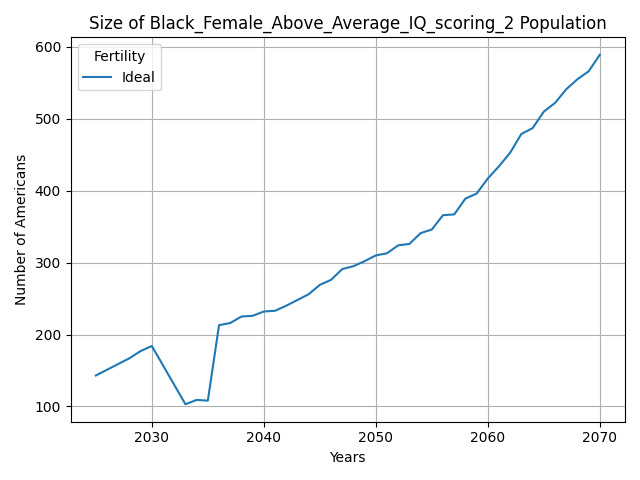 Size of Black_Female_Above_Average_IQ_scoring_2 Population
Fertility
Ideal
Number of Americans
600
500
400
300
200
100
2030 2040 2050 2060 2070
Years